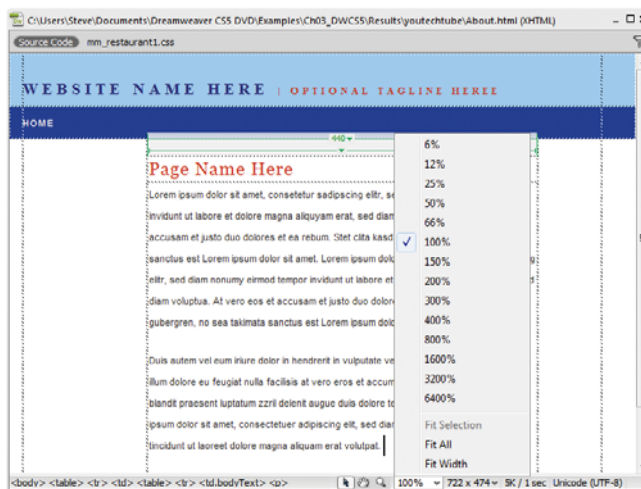 C:\Users\Steve\Documents\Dreamweaver CS5 DVD\Examples\Ch03_DWCS5\Results\youtechtube\About.html (XHTML)
Source Code mm_restaurant1.css
WEBSITE NAME HERE | OPTIONAL TAGLINE HEREE
HOME
440
Page Name Here
Lorem ipsum dolor sit amet, consetetur sadipscing elitr, se
invidunt ut labore et dolore magna aliquyam erat, sed diam
accusam et justo duo dolores et ea rebum. Stet clita kasd
sanctus est Lorem ipsum dolor sit amet. Lorem ipsum dolo
elitr, sed diam nonumy eirmod tempor invidunt ut labore et
diam voluptua. At vero eos et accusam et justo duo dolore
gubergren, no sea takimata sanctus est Lorem ipsum dolo
Duis autem vel eum iriure dolor in hendrerit in vulputate ve
illum dolore eu feugiat nulla facilisis at vero eros et accum
blandit praesent luptatum zzril delenit augue duis dolore te
ipsum dolor sit amet, consectetuer adipiscing elit, sed diam
tincidunt ut laoreet dolore magna aliquam erat volutpat.
6%
12%
25%
50%
66%
100%
150%
200%
300%
400%
800%
1600%
3200%
6400%
Fit Selection
Fit All
Fit Width
<body> <table> <tr> <td> <table> <tr> <td.bodyText> <p> 100% 722 x 474 5K / 1 sec Unicode (UTF-8)